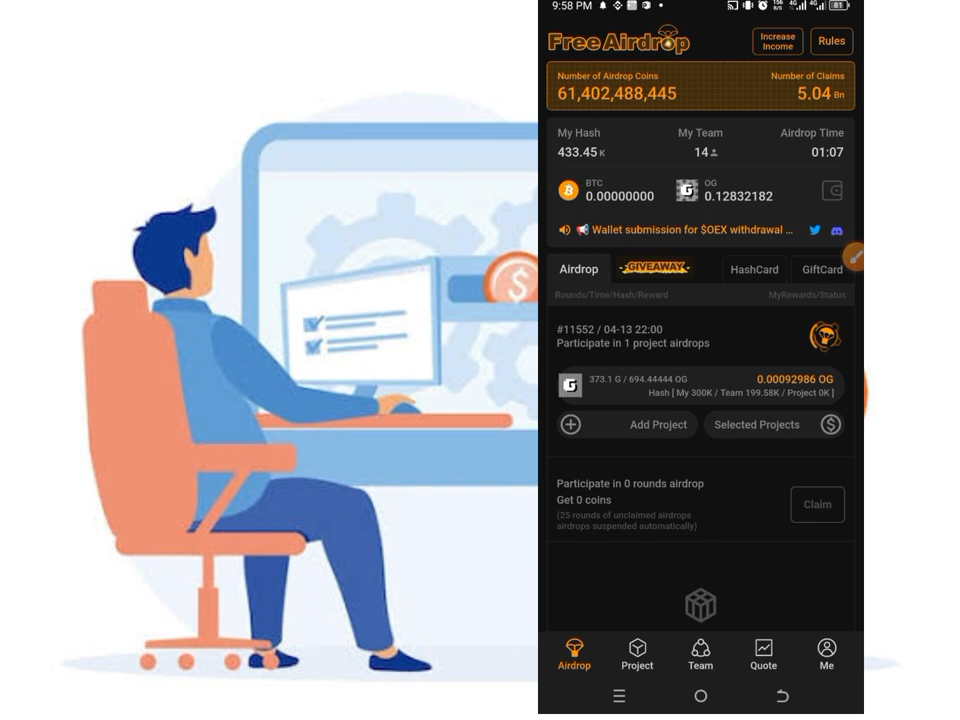 9:58 PM 156 B/s 4G 4G 81
Free Airdrop
Increase Income
Rules
Number of Airdrop Coins Number of Claims
61,402,488,445 5.04 Bn
My Hash My Team Airdrop Time
433.45 K 14 01:07
BTC OG
0.00000000 0.12832182
Wallet submission for $OEX withdrawal ...
Airdrop GIVEAWAY HashCard GiftCard
Rounds/Time/Hash/Reward MyRewards/Status
#11552 / 04-13 22:00
Participate in 1 project airdrops
373.1 G / 694.44444 OG 0.00092986 OG
Hash [ My 300K / Team 199.58K / Project 0K ]
Add Project Selected Projects
Participate in 0 rounds airdrop
Get 0 coins
Claim
(25 rounds of unclaimed airdrops
airdrops suspended automatically)
Airdrop Project Team Quote Me